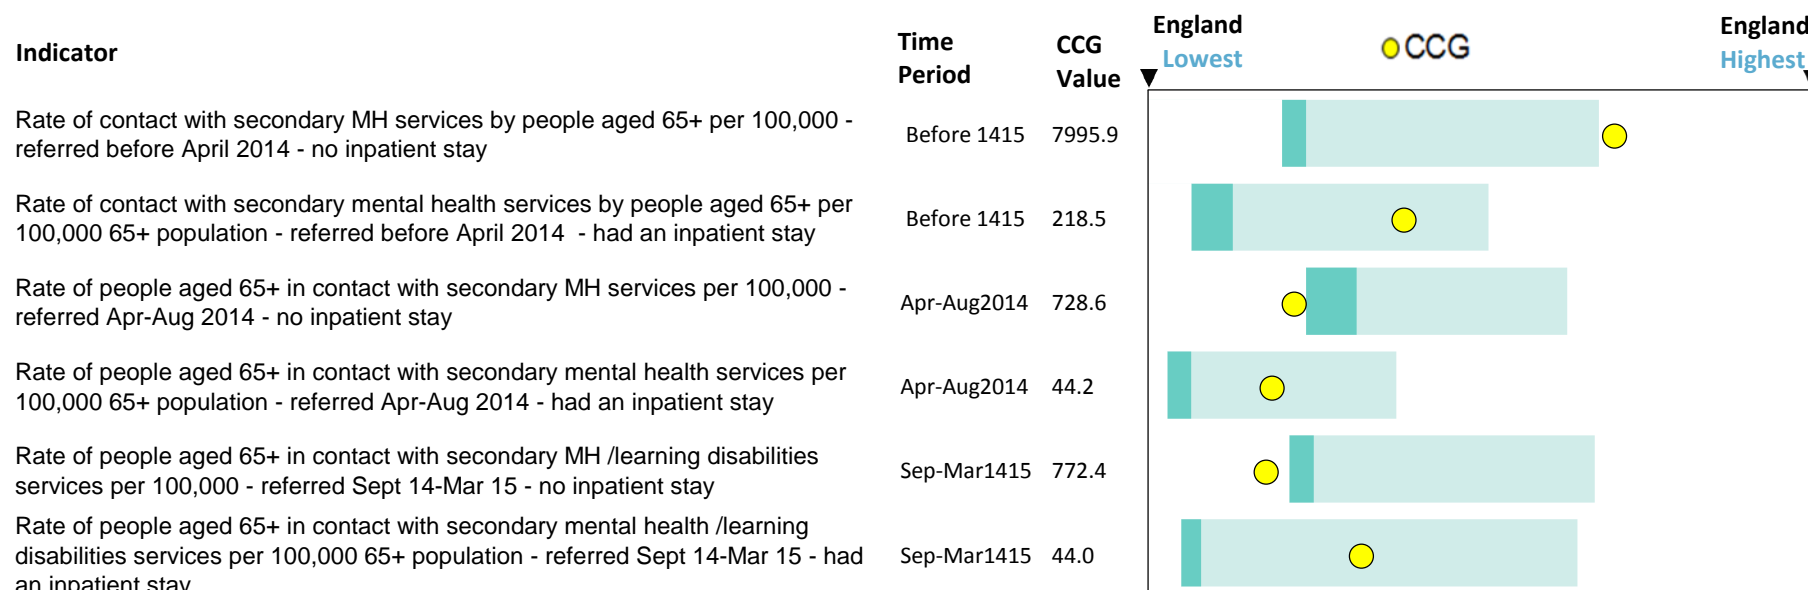 Indicator
Time Period
CCG Value
England Lowest
CCG
England Highest
Rate of contact with secondary MH services by people aged 65+ per 100,000 -
referred before April 2014 - no inpatient stay
Before 1415 7995.9
Rate of contact with secondary mental health services by people aged 65+ per
100,000 65+ population - referred before April 2014 - had an inpatient stay
Before 1415 218.5
Rate of people aged 65+ in contact with secondary MH services per 100,000 -
referred Apr-Aug 2014 - no inpatient stay
Apr-Aug2014 728.6
Rate of people aged 65+ in contact with secondary mental health services per
100,000 65+ population - referred Apr-Aug 2014 - had an inpatient stay
Apr-Aug2014 44.2
Rate of people aged 65+ in contact with secondary MH /learning disabilities
services per 100,000 - referred Sept 14-Mar 15 - no inpatient stay
Sep-Mar1415 772.4
Rate of people aged 65+ in contact with secondary mental health /learning
disabilities services per 100,000 65+ population - referred Sept 14-Mar 15 - had
an inpatient stay
Sep-Mar1415 44.0